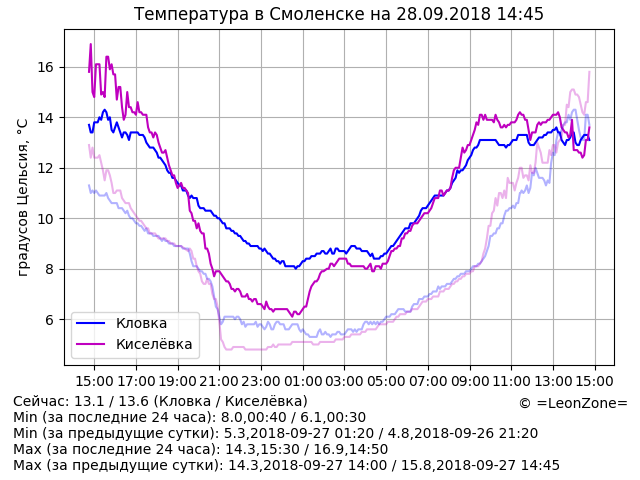 Температура в Смоленске на 28.09.2018 14:45
градусов Цельсия, °C
16
14
12
10
8
6
Кловка
Киселёвка
15:00 17:00 19:00 21:00 23:00 01:00 03:00 05:00 07:00 09:00 11:00 13:00 15:00
Сейчас: 13.1 / 13.6 (Кловка / Киселёвка)
© =LeonZone=
Min (за последние 24 часа): 8.0,00:40 / 6.1,00:30
Min (за предыдущие сутки): 5.3,2018-09-27 01:20 / 4.8,2018-09-26 21:20
Max (за последние 24 часа): 14.3,15:30 / 16.9,14:50
Max (за предыдущие сутки): 14.3,2018-09-27 14:00 / 15.8,2018-09-27 14:45